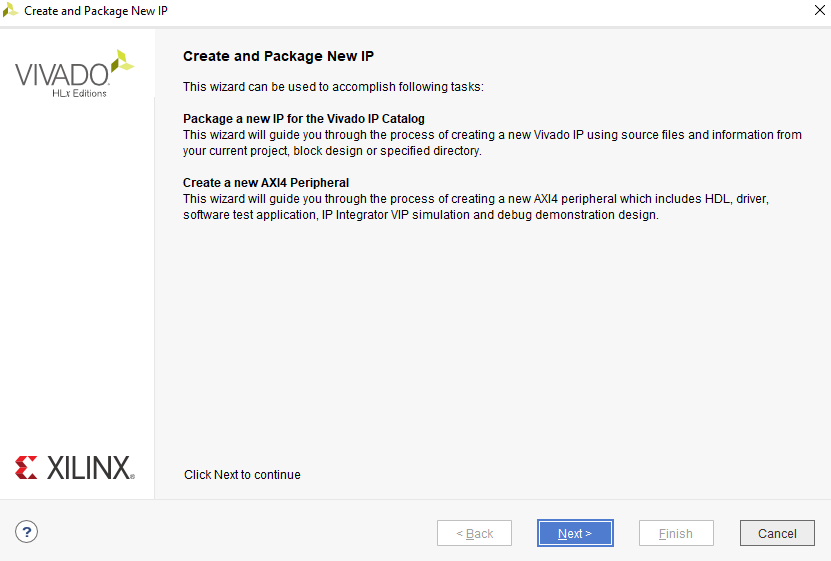 Create and Package New IP
VIVADO
HLx Editions
Create and Package New IP
This wizard can be used to accomplish following tasks:
Package a new IP for the Vivado IP Catalog
This wizard will guide you through the process of creating a new Vivado IP using source files and information from
your current project, block design or specified directory.
Create a new AXI4 Peripheral
This wizard will guide you through the process of creating a new AXI4 peripheral which includes HDL, driver,
software test application, IP Integrator VIP simulation and debug demonstration design.
XILINX®
Click Next to continue
?
< Back
Next >
Finish
Cancel